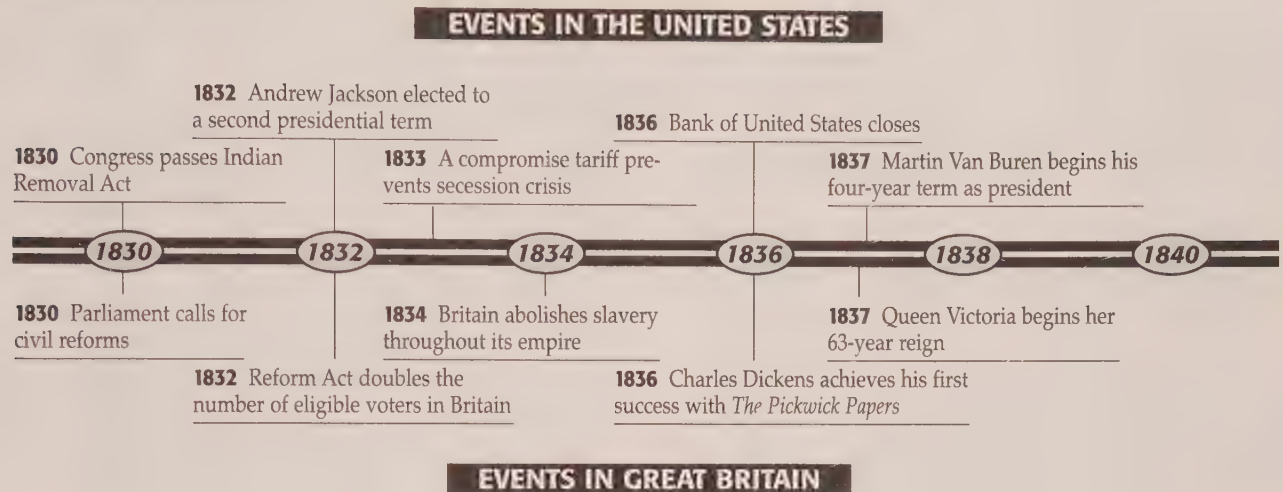 EVENTS IN THE UNITED STATES
1832 Andrew Jackson elected to
a second presidential term
1836 Bank of United States closes
1830 Congress passes Indian
Removal Act
1833 A compromise tariff pre-
vents secession crisis
1837 Martin Van Buren begins his
four-year term as president
1830 1832 1834 1836 1838 1840
1830 Parliament calls for
civil reforms
1834 Britain abolishes slavery
throughout its empire
1837 Queen Victoria begins her
63-year reign
1832 Reform Act doubles the
number of eligible voters in Britain
1836 Charles Dickens achieves his first
success with The Pickwick Papers
EVENTS IN GREAT BRITAIN